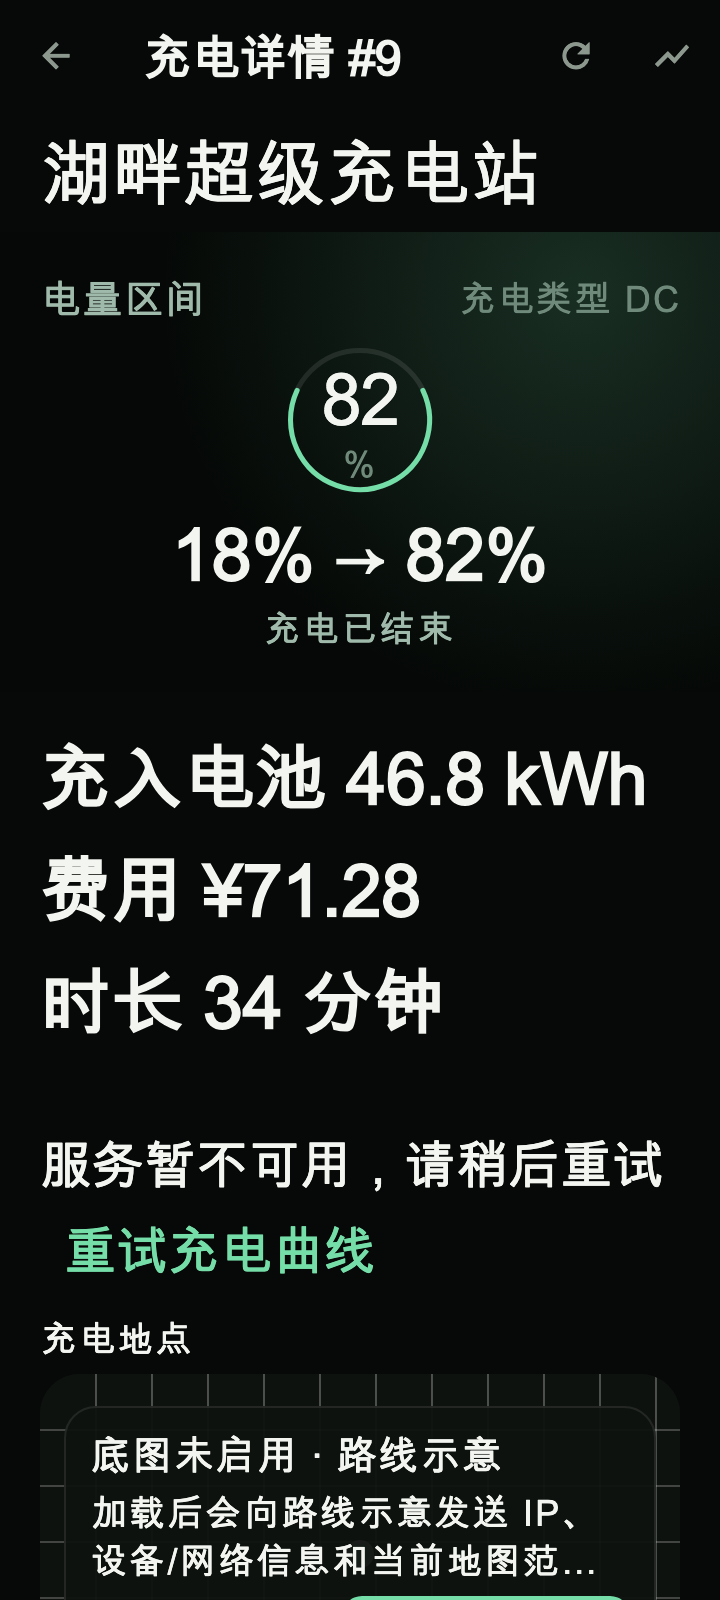 充电详情 #9
湖畔超级充电站
电量区间
充电类型 DC
82
%
18% → 82%
充电已结束
充入电池 46.8 kWh
费用 ¥71.28
时长 34 分钟
服务暂不可用，请稍后重试
重试充电曲线
充电地点
底图未启用 · 路线示意
加载后会向路线示意发送 IP、
设备/网络信息和当前地图范…